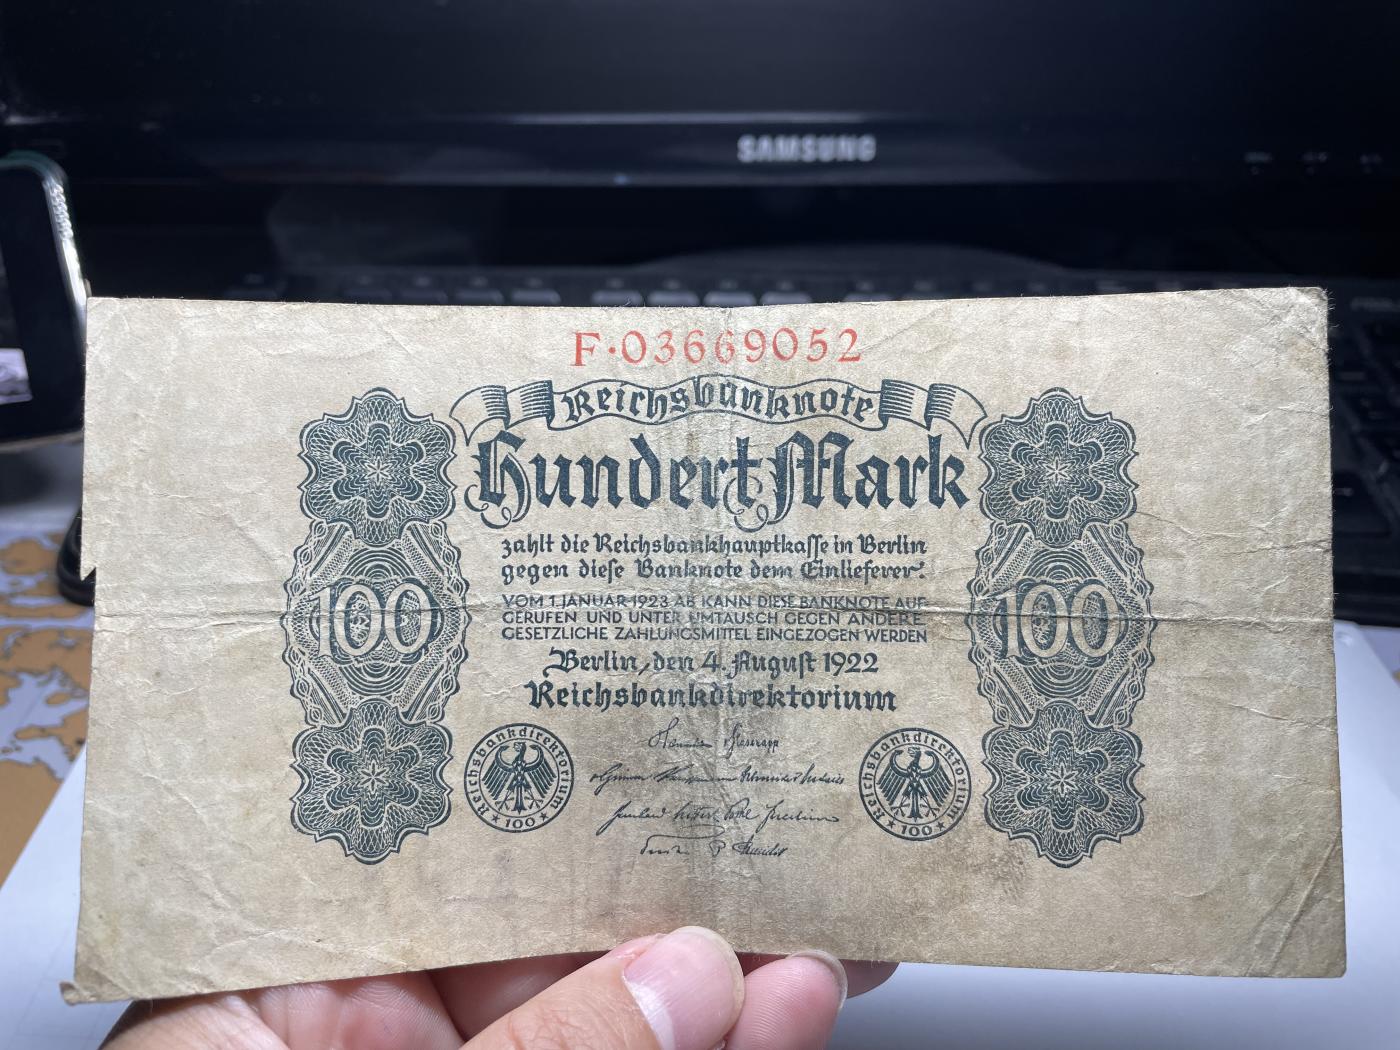 SAMSUNG
F·03669052
Reichsbanknote
Hundert Mark
zahlt die Reichsbankhauptkasse in Berlin
gegen diese Banknote dem Einlieferer.
100
100
VOM 1. JANUAR 1923 AB KANN DIESE BANKNOTE AUF
GERUFEN UND UNTER UMTAUSCH GEGEN ANDERE
GESETZLICHE ZAHLUNGSMITTEL EINGEZOGEN WERDEN
Berlin, den 4. August 1922
Reichsbankdirektorium
Reichsbankdirektorium
* 100 *
Reichsbankdirektorium
* 100 *